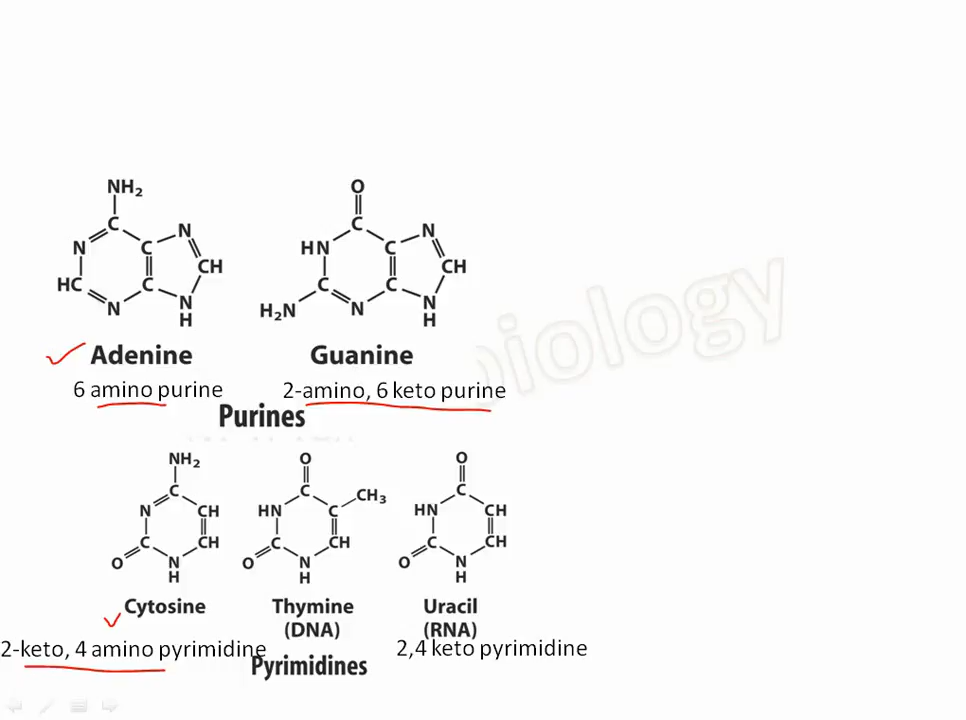 NH2
C
N
N
C
CH
HC
C
N
N
H
Adenine
6 amino purine
O
C
HN
N
C
CH
C
C
H2N
N
N
H
Guanine
2-amino, 6 keto purine
Purines
biology
NH2
C
N
CH
C
CH
O
N
H
Cytosine
2-keto, 4 amino pyrimidine
O
C
CH3
HN
C
C
CH
O
N
H
Thymine
(DNA)
O
C
HN
CH
C
CH
O
N
H
Uracil
(RNA)
2,4 keto pyrimidine
Pyrimidines